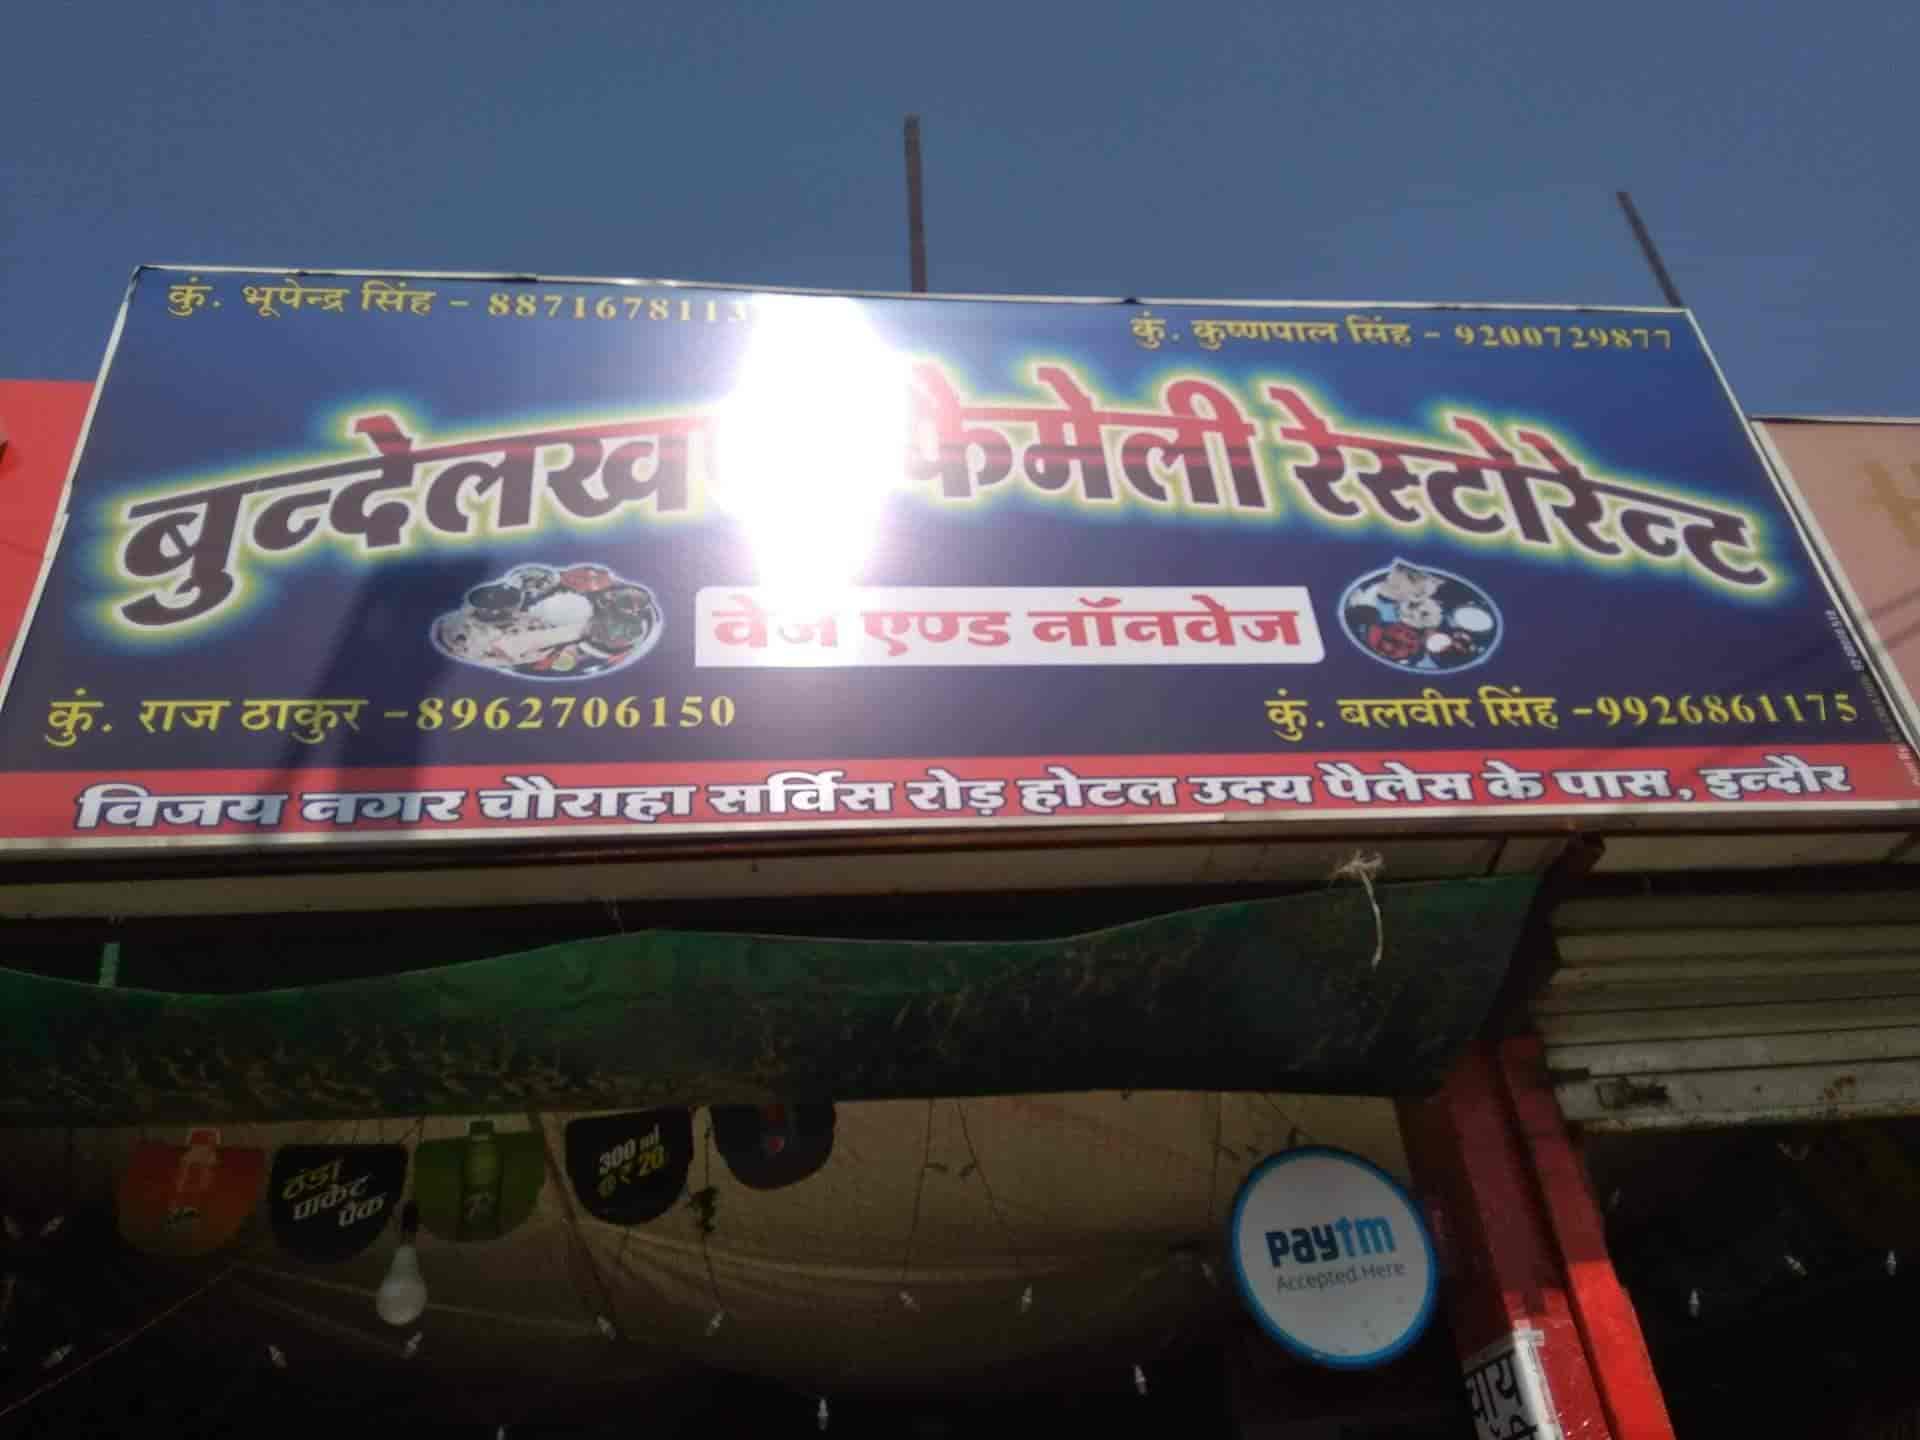 कुं. भूपेन्द्र सिंह - 8871678113
कुं. कुष्णपाल सिंह - 9200729877
फैमेली रेस्टोरेन्ट
वेज एण्ड नॉनवेज
कुं. राज ठाकुर - 8962706150
कुं. बलवीर सिंह - 9926861175
विजय नगर चौराहा सर्विस रोड़ होटल उदय पैलेस के पास, इन्दौर
ठंडा
पाकेट
पैक
300 ml
@ ₹ 20
paytm
Accepted Here
चाय